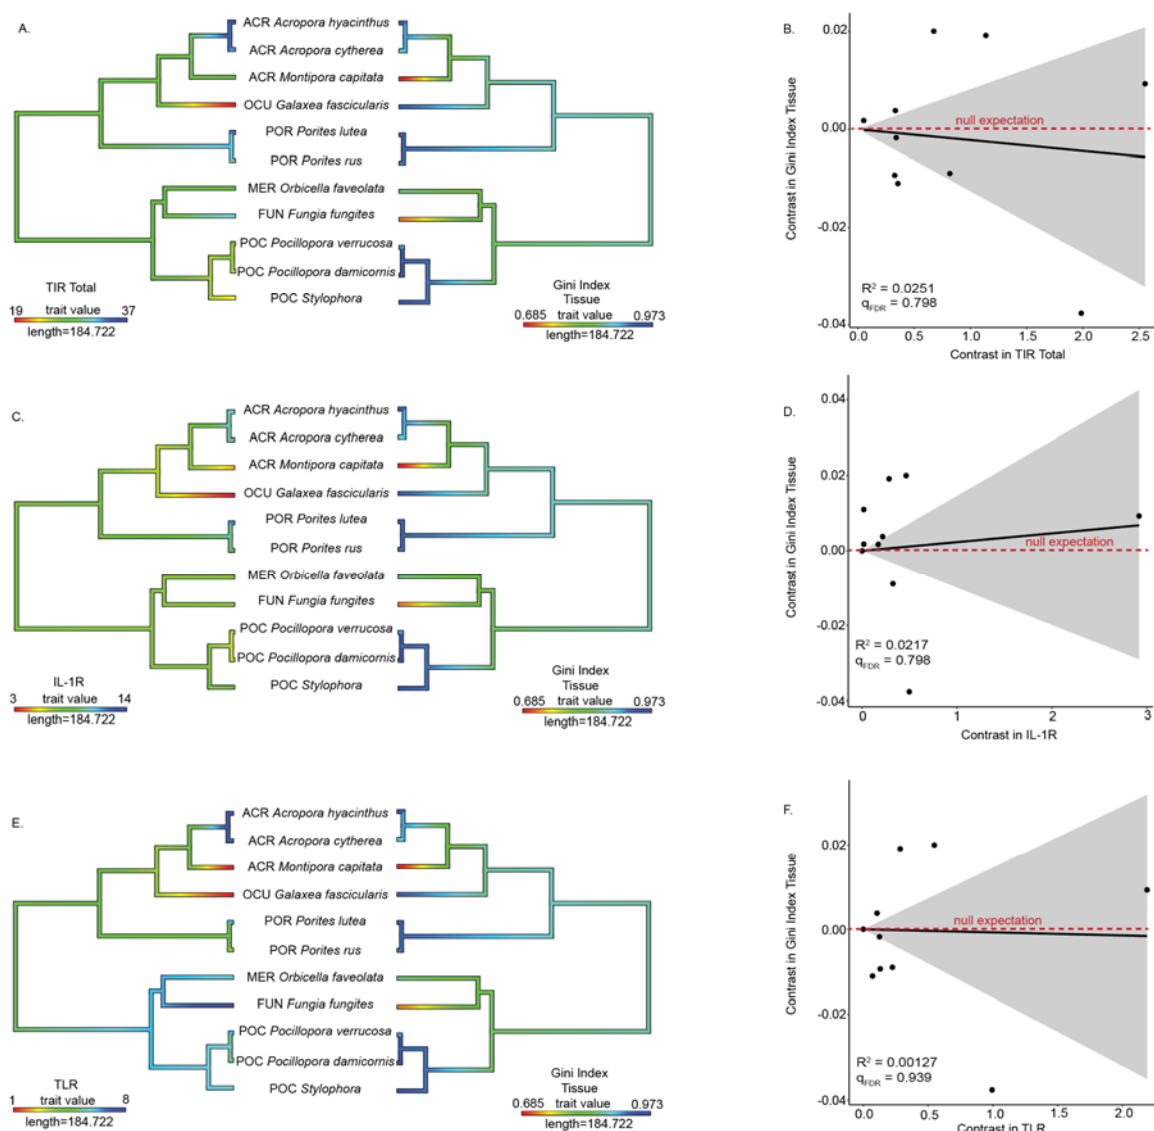 A.
ACR Acropora hyacinthus
ACR Acropora cytherea
ACR Montipora capitata
OCU Galaxea fascicularis
POR Porites lutea
POR Porites rus
MER Orbicella faveolata
FUN Fungia fungites
POC Pocillopora verrucosa
POC Pocillopora damicornis
POC Stylophora
TIR Total
19 trait value 37
length=184.722
Gini Index
Tissue
0.685 trait value 0.973
length=184.722
B.
Contrast in Gini Index Tissue
0.02
0.00
-0.02
-0.04
null expectation
R² = 0.0251
qFDR = 0.798
0.0 0.5 1.0 1.5 2.0 2.5
Contrast in TIR Total
C.
ACR Acropora hyacinthus
ACR Acropora cytherea
ACR Montipora capitata
OCU Galaxea fascicularis
POR Porites lutea
POR Porites rus
MER Orbicella faveolata
FUN Fungia fungites
POC Pocillopora verrucosa
POC Pocillopora damicornis
POC Stylophora
IL-1R
3 trait value 14
length=184.722
Gini Index
Tissue
0.685 trait value 0.973
length=184.722
D.
Contrast in Gini Index Tissue
0.04
0.02
0.00
-0.02
-0.04
null expectation
R² = 0.0217
qFDR = 0.798
0 1 2 3
Contrast in IL-1R
E.
ACR Acropora hyacinthus
ACR Acropora cytherea
ACR Montipora capitata
OCU Galaxea fascicularis
POR Porites lutea
POR Porites rus
MER Orbicella faveolata
FUN Fungia fungites
POC Pocillopora verrucosa
POC Pocillopora damicornis
POC Stylophora
TLR
1 trait value 8
length=184.722
Gini Index
Tissue
0.685 trait value 0.973
length=184.722
F.
Contrast in Gini Index Tissue
0.02
0.00
-0.02
-0.04
null expectation
R² = 0.00127
qFDR = 0.939
0.0 0.5 1.0 1.5 2.0
Contrast in TLR